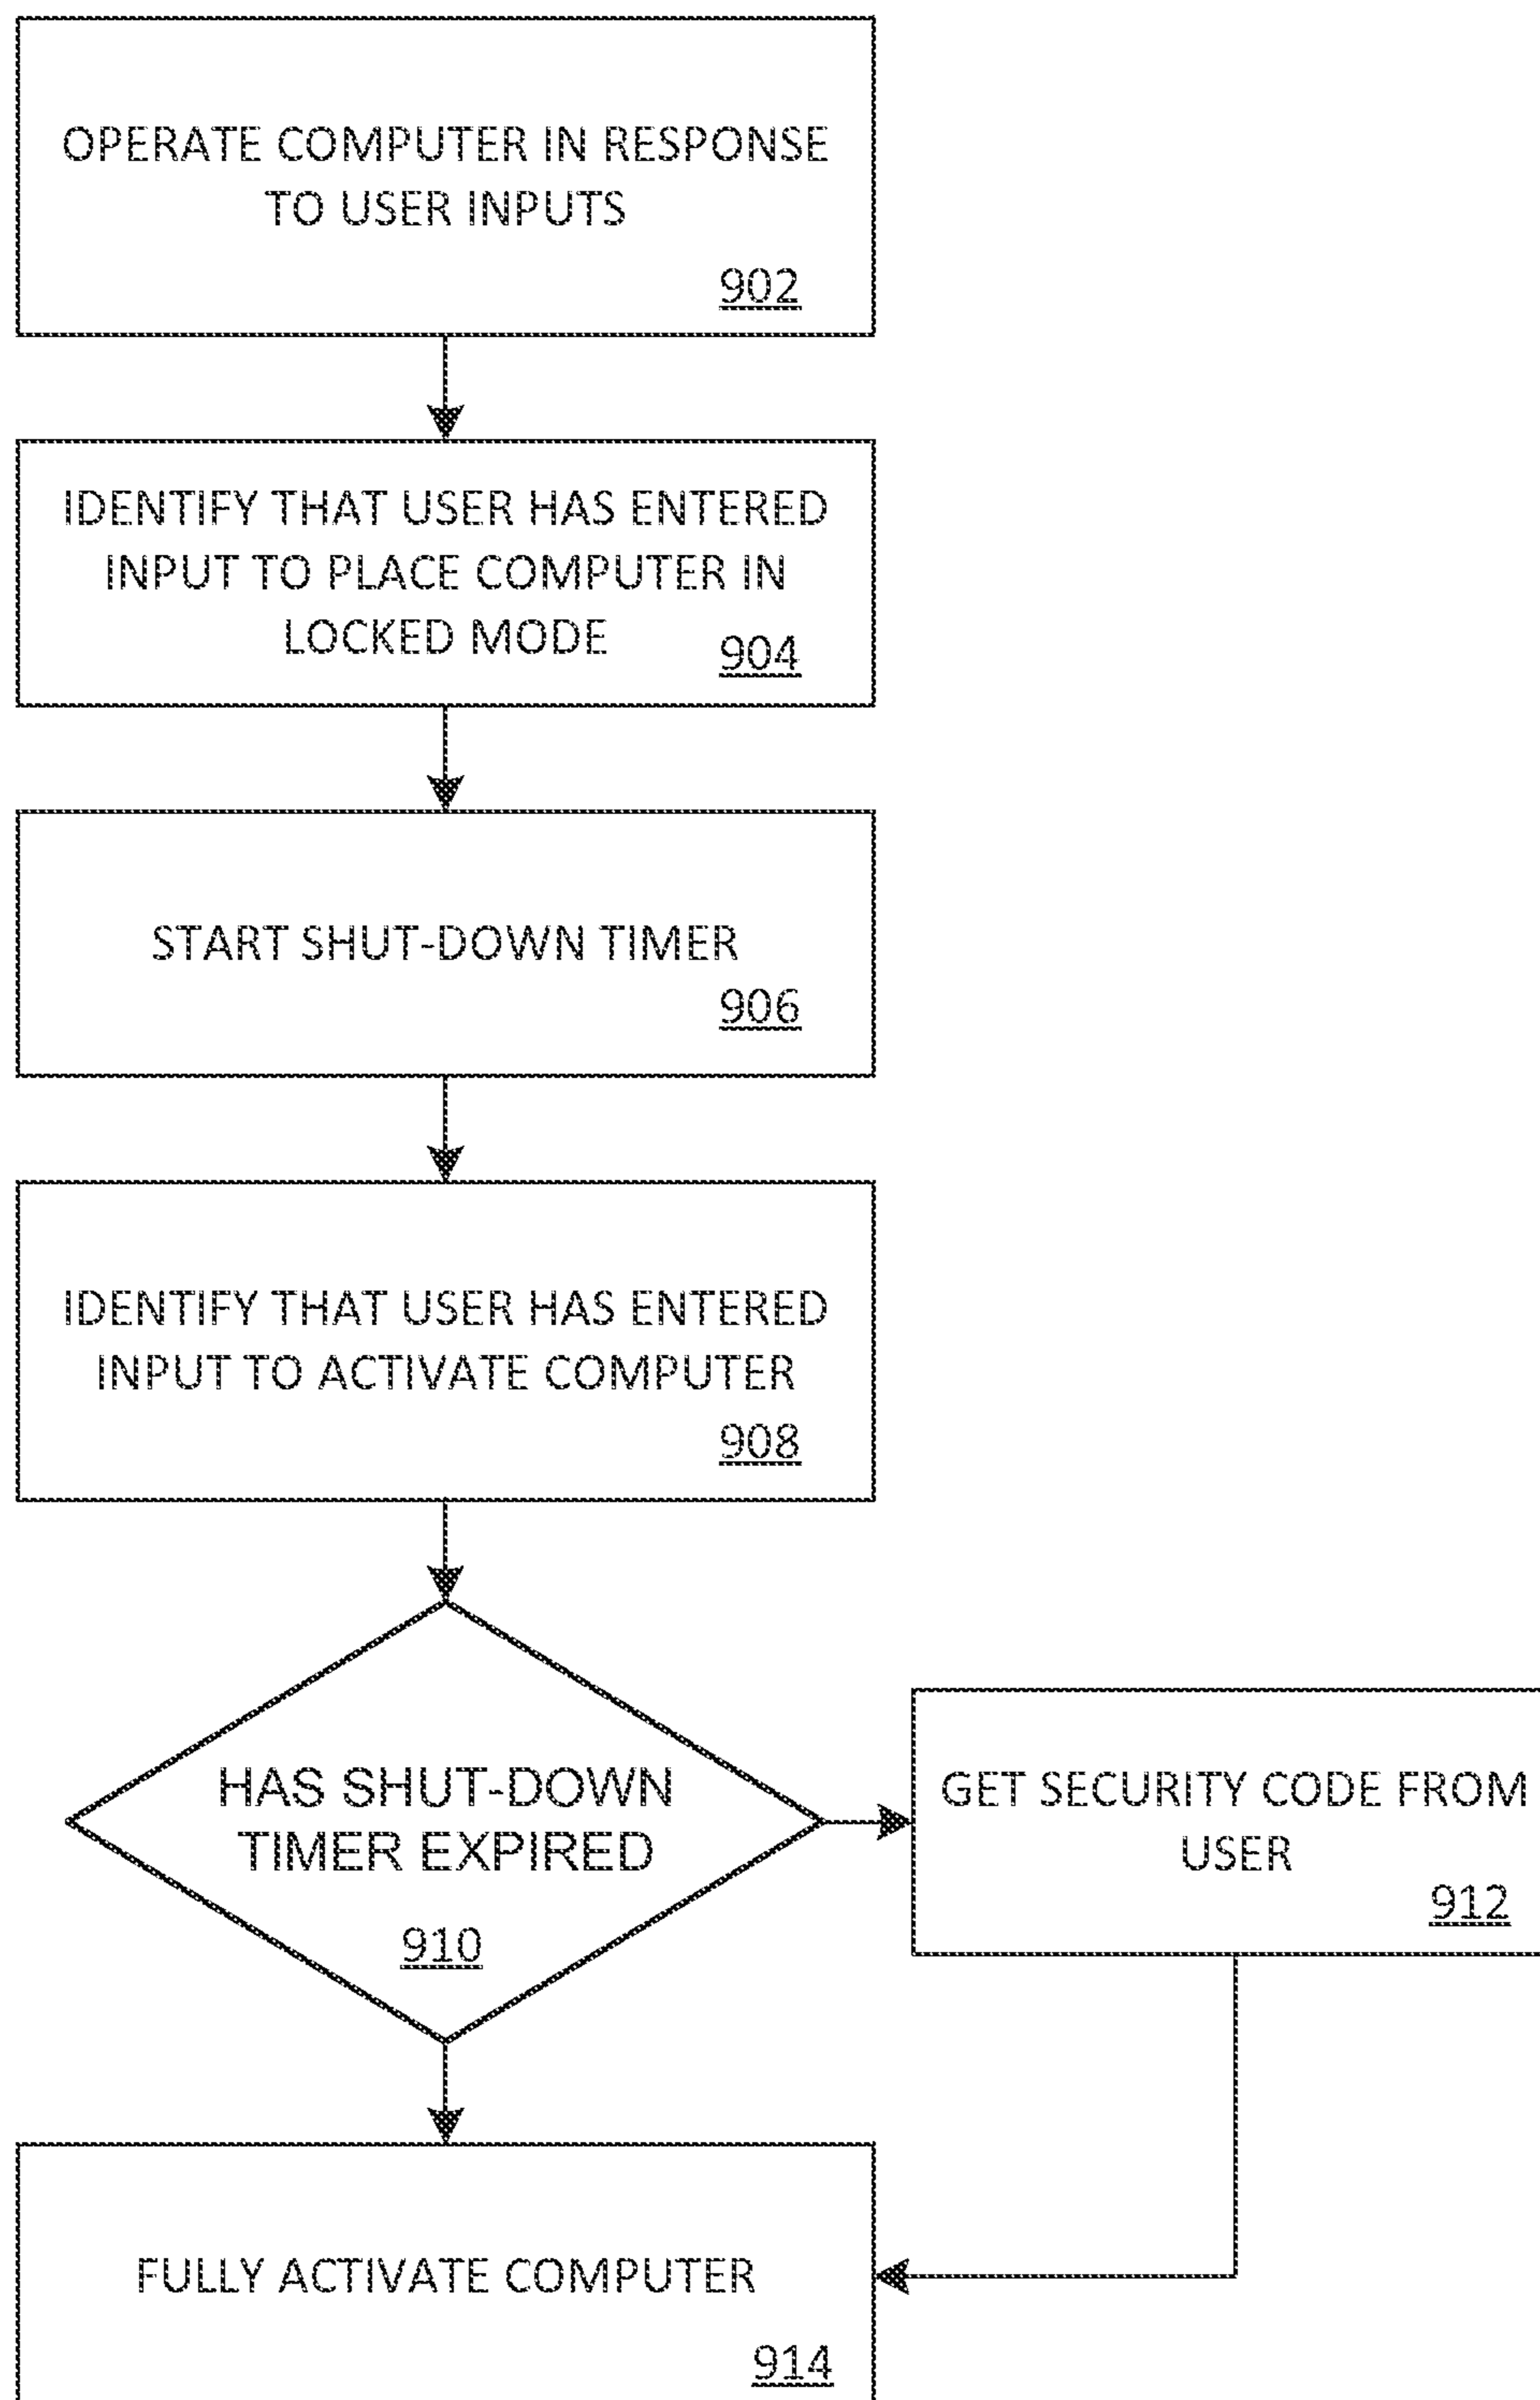 OPERATE COMPUTER IN RESPONSE
TO USER INPUTS
902
IDENTIFY THAT USER HAS ENTERED
INPUT TO PLACE COMPUTER IN
LOCKED MODE
904
START SHUT-DOWN TIMER
906
IDENTIFY THAT USER HAS ENTERED
INPUT TO ACTIVATE COMPUTER
908
HAS SHUT-DOWN
TIMER EXPIRED
910
GET SECURITY CODE FROM
USER
912
FULLY ACTIVATE COMPUTER
914